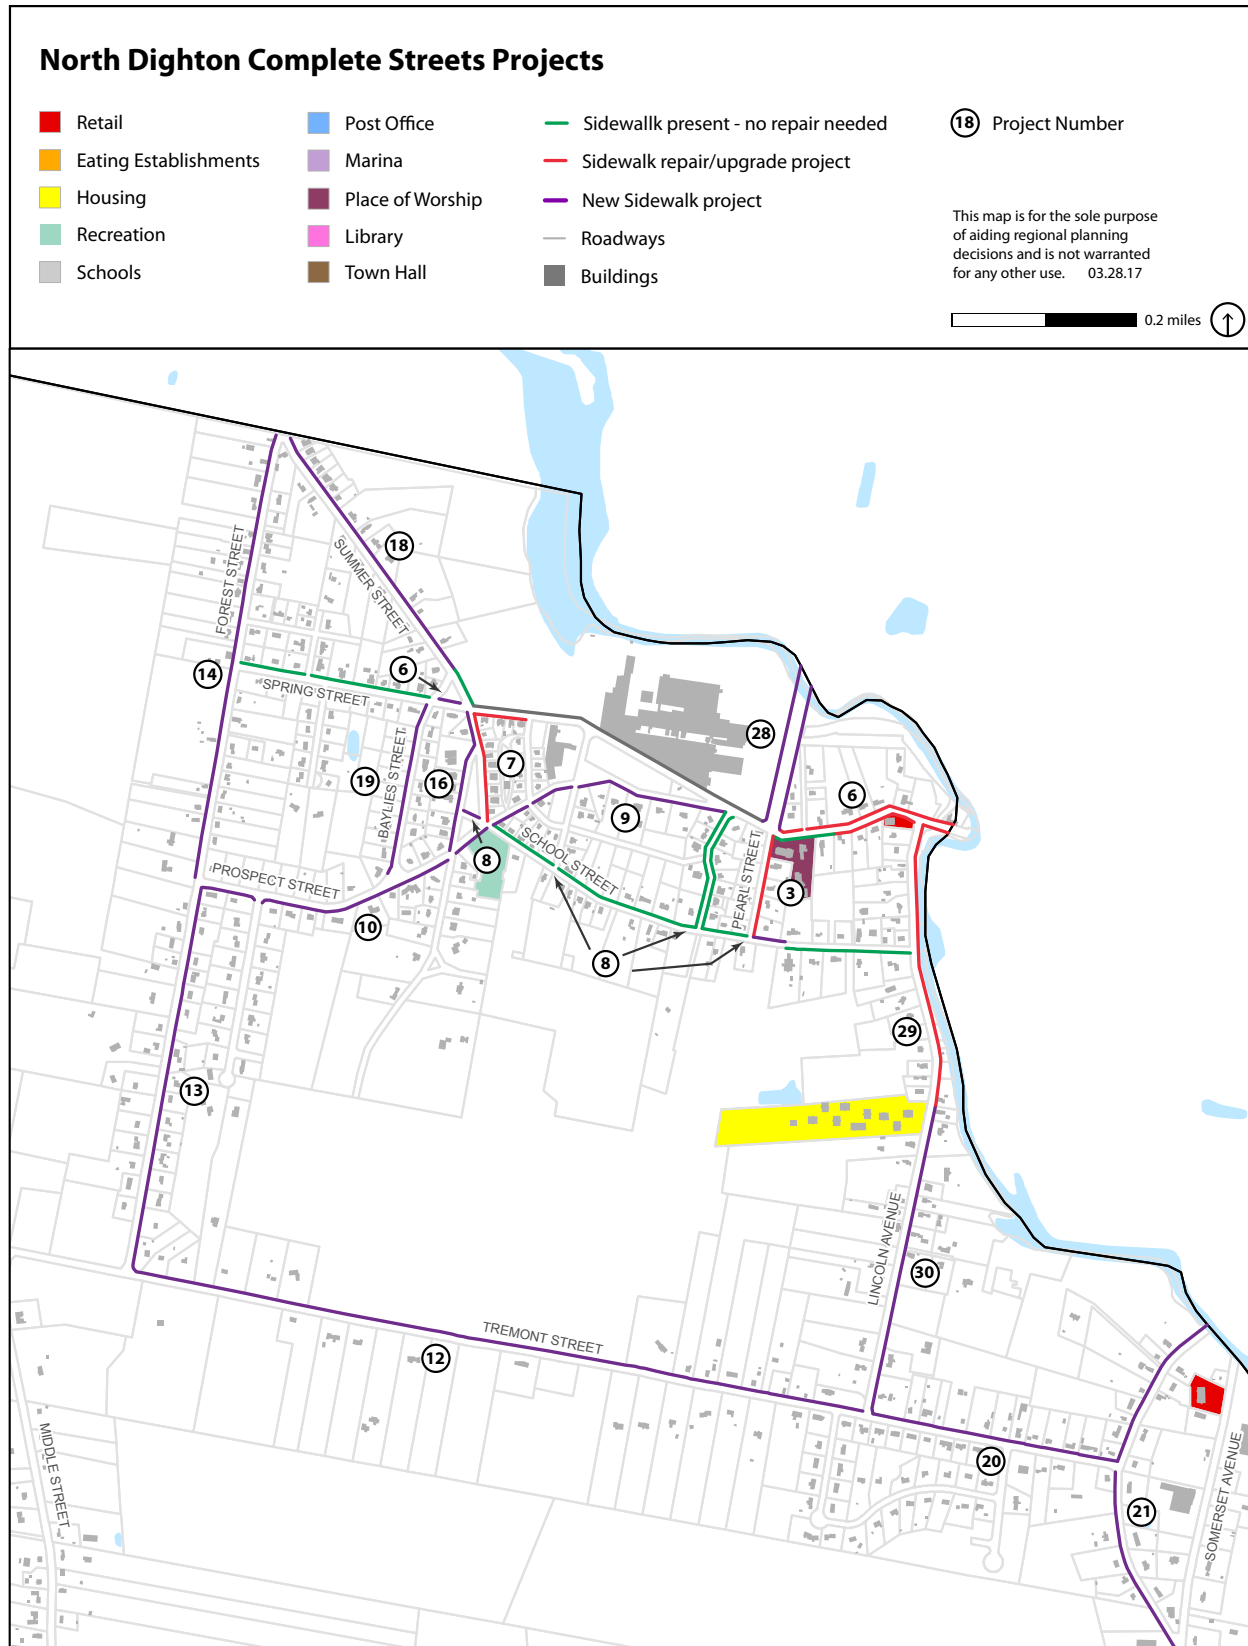 North Dighton Complete Streets Projects
Retail
Eating Establishments
Housing
Recreation
Schools
Post Office
Marina
Place of Worship
Library
Town Hall
Sidewallk present - no repair needed
Sidewalk repair/upgrade project
New Sidewalk project
Roadways
Buildings
18 Project Number
This map is for the sole purpose
of aiding regional planning
decisions and is not warranted
for any other use. 03.28.17
0.2 miles
18
SUMMER STREET
FOREST STREET
14
6
SPRING STREET
28
7
19
16
BAYLIES STREET
6
9
8
SCHOOL STREET
PEARL STREET
3
PROSPECT STREET
10
8
29
13
LINCOLN AVENUE
30
TREMONT STREET
12
MIDDLE STREET
20
SOMERSET AVENUE
21